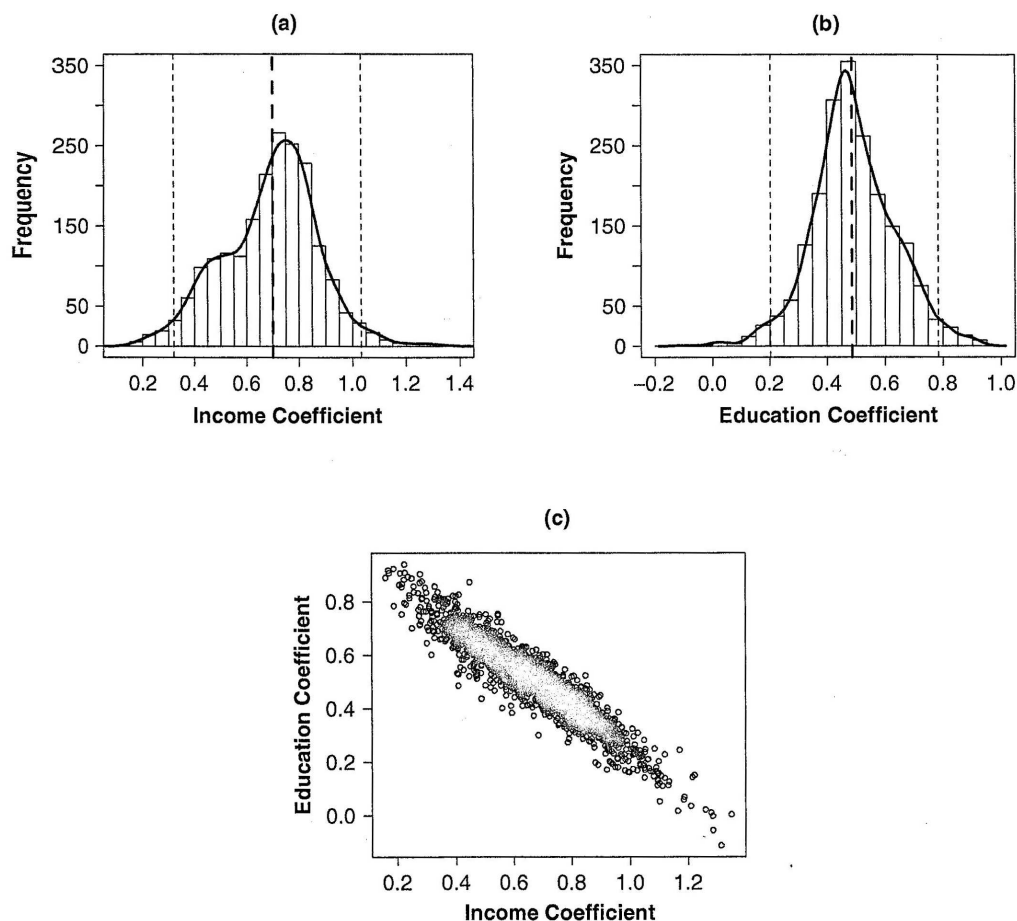 (a)
350
250
150
50
0
Frequency
0.2 0.4 0.6 0.8 1.0 1.2 1.4
Income Coefficient
(b)
350
250
150
50
0
Frequency
−0.2 0.0 0.2 0.4 0.6 0.8 1.0
Education Coefficient
(c)
0.8
0.6
0.4
0.2
0.0
Education Coefficient
0.2 0.4 0.6 0.8 1.0 1.2
Income Coefficient